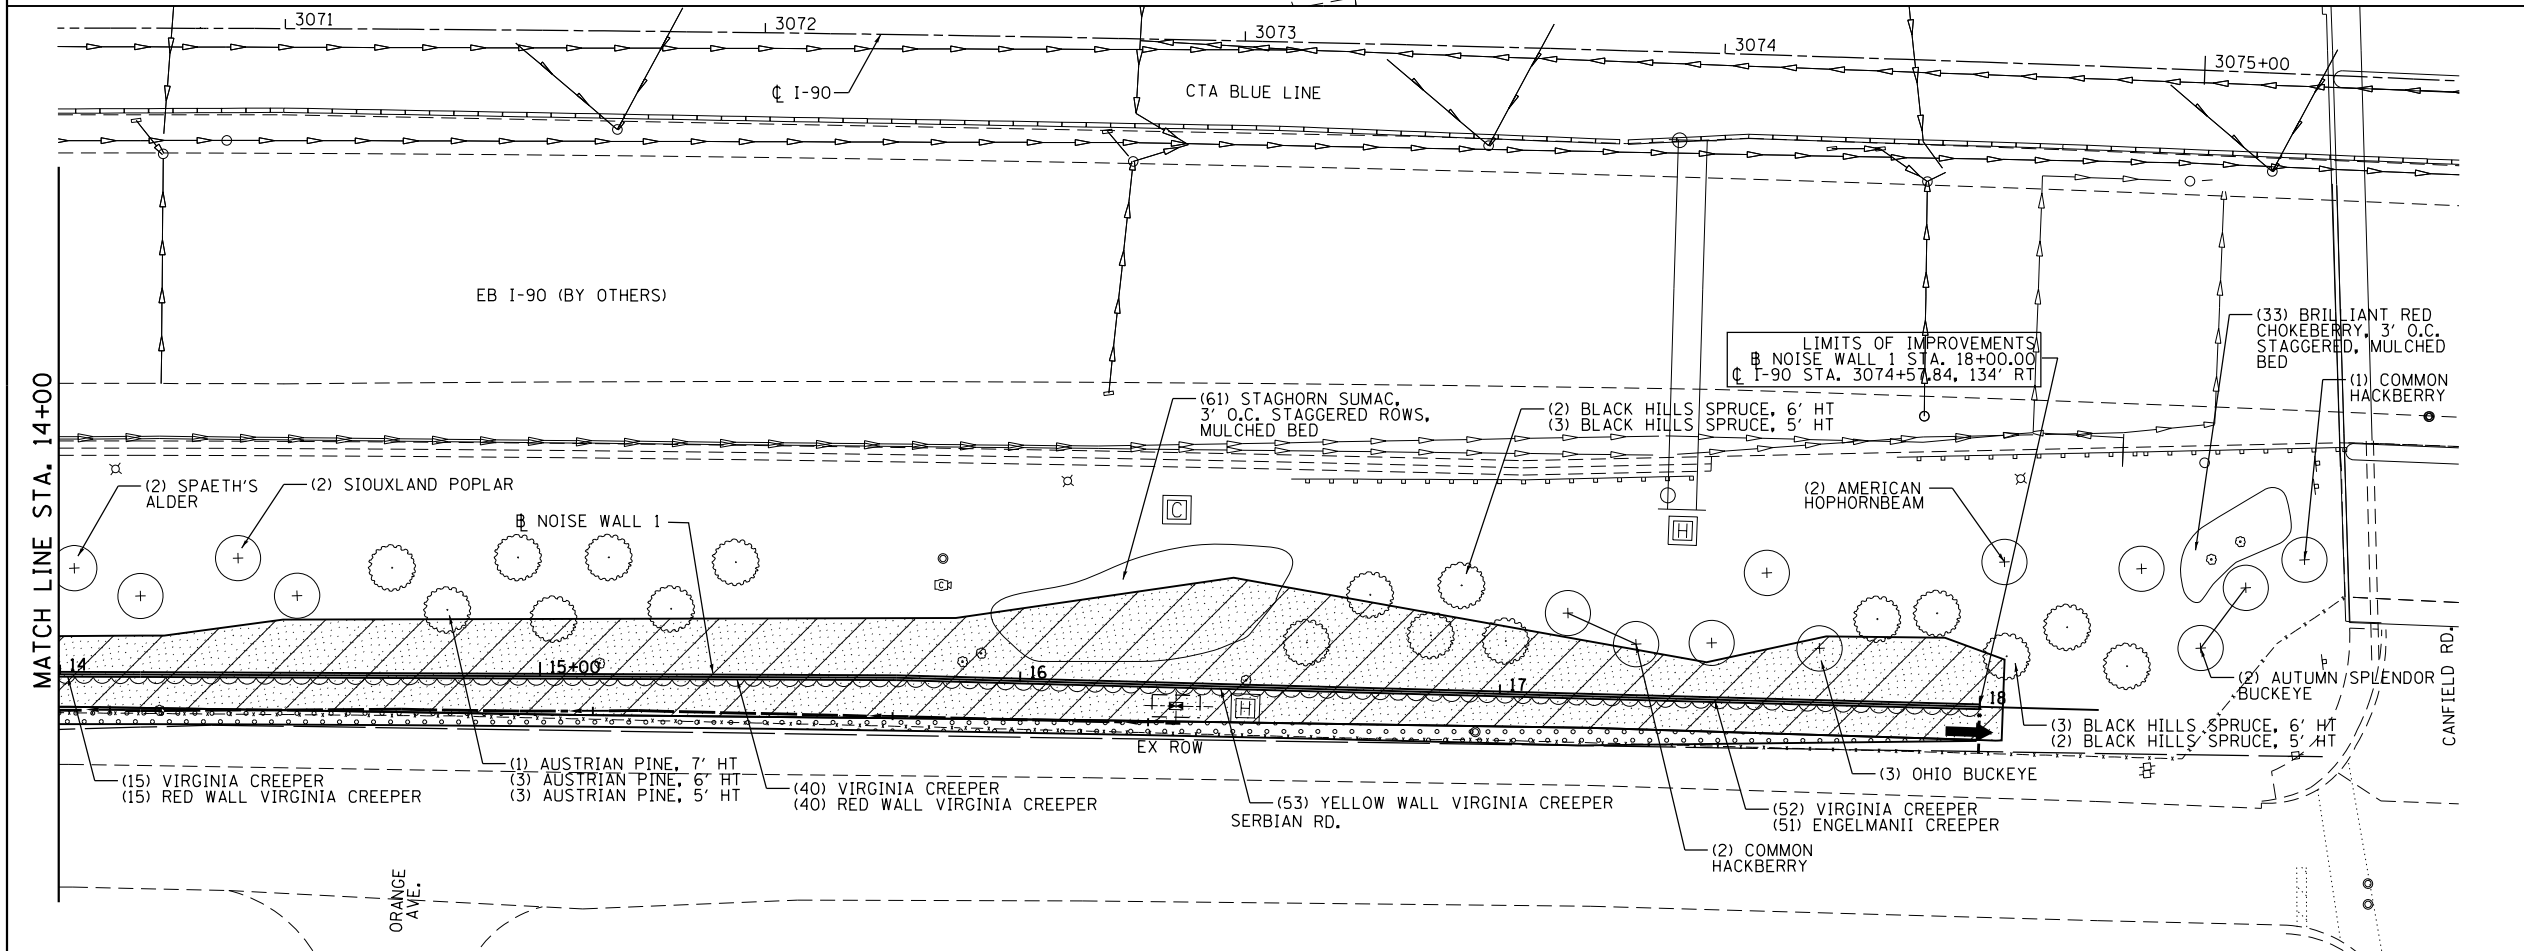 3071
3072
3073
3074
3075+00
℄ I-90
CTA BLUE LINE
EB I-90 (BY OTHERS)
MATCH LINE STA. 14+00
LIMITS OF IMPROVEMENTS
NOISE WALL 1 STA. 18+00.00
℄ I-90 STA. 3074+57.84, 134' RT
(33) BRILLIANT RED
CHOKEBERRY, 3' O.C.
STAGGERED, MULCHED
BED
(1) COMMON
HACKBERRY
(61) STAGHORN SUMAC,
3' O.C. STAGGERED ROWS,
MULCHED BED
(2) BLACK HILLS SPRUCE, 6' HT
(3) BLACK HILLS SPRUCE, 5' HT
(2) SPAETH'S
ALDER
(2) SIOUXLAND POPLAR
NOISE WALL 1
(2) AMERICAN
HOPHORNBEAM
C
H
C
14
15+00
16
17
18
H
(2) AUTUMN SPLENDOR
BUCKEYE
(3) BLACK HILLS SPRUCE, 6' HT
(2) BLACK HILLS SPRUCE, 5' HT
CANFIELD RD.
EX ROW
(15) VIRGINIA CREEPER
(15) RED WALL VIRGINIA CREEPER
(1) AUSTRIAN PINE, 7' HT
(3) AUSTRIAN PINE, 6' HT
(3) AUSTRIAN PINE, 5' HT
(40) VIRGINIA CREEPER
(40) RED WALL VIRGINIA CREEPER
(53) YELLOW WALL VIRGINIA CREEPER
SERBIAN RD.
(3) OHIO BUCKEYE
(52) VIRGINIA CREEPER
(51) ENGELMANII CREEPER
(2) COMMON
HACKBERRY
ORANGE
AVE.